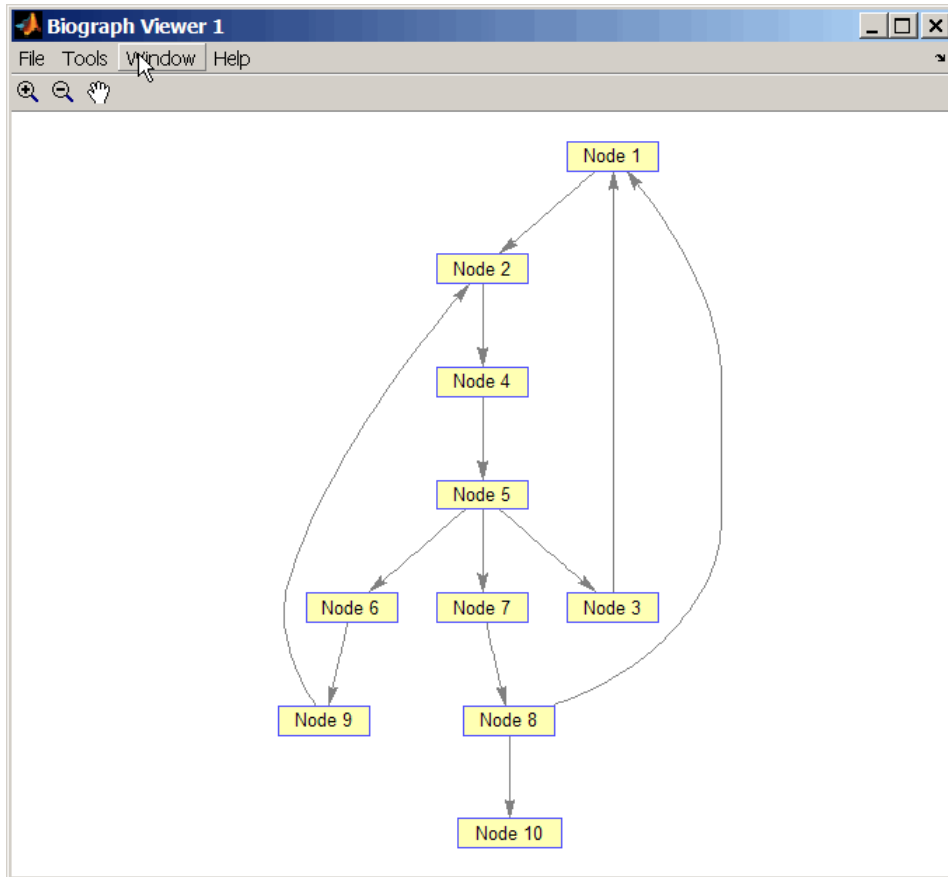 Biograph Viewer 1
File Tools Window Help
Node 1
Node 2
Node 4
Node 5
Node 6 Node 7 Node 3
Node 9 Node 8
Node 10